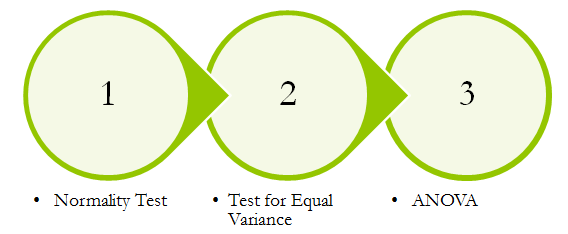 1
2
3
• Normality Test
• Test for Equal
Variance
• ANOVA